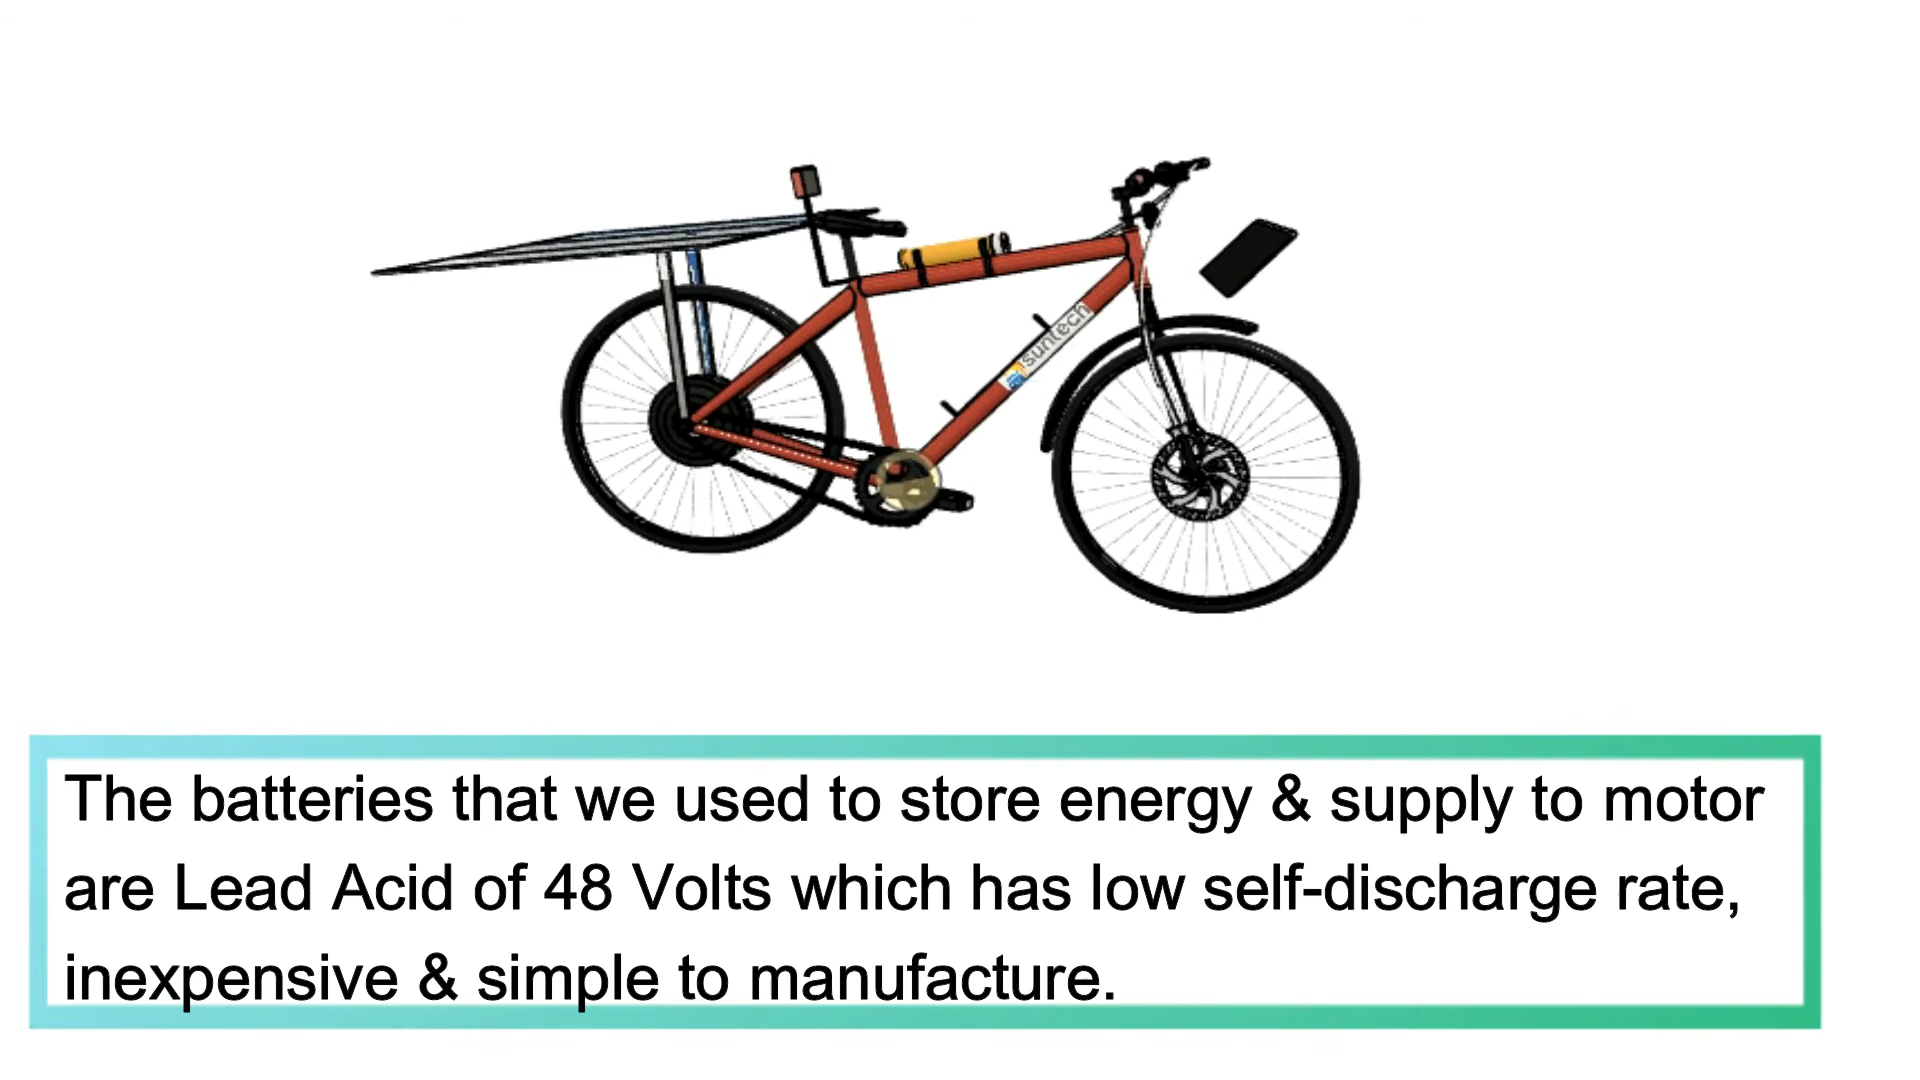 suntech
The batteries that we used to store energy & supply to motor
are Lead Acid of 48 Volts which has low self-discharge rate,
inexpensive & simple to manufacture.